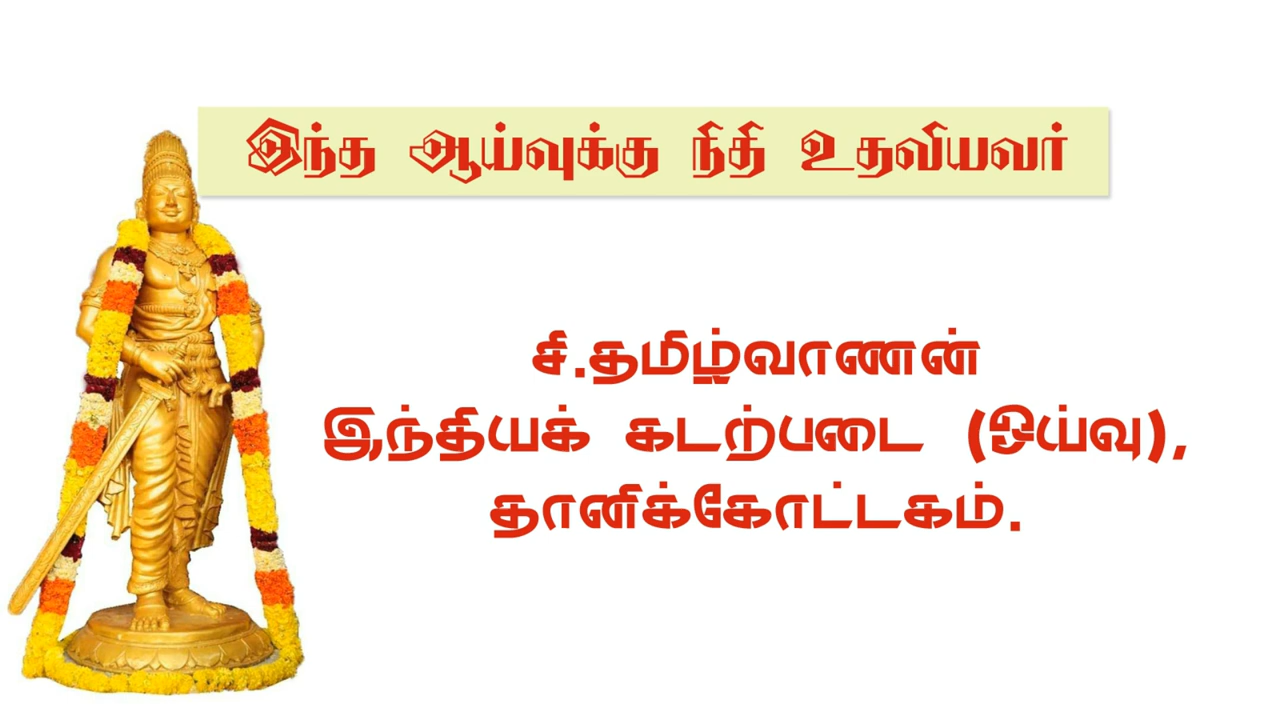 இந்த ஆய்வுக்கு நிதி உதவியவர்
சி.தமிழ்வாணன்
இந்தியக் கடற்படை (ஓய்வு),
தானிக்கோட்டகம்.